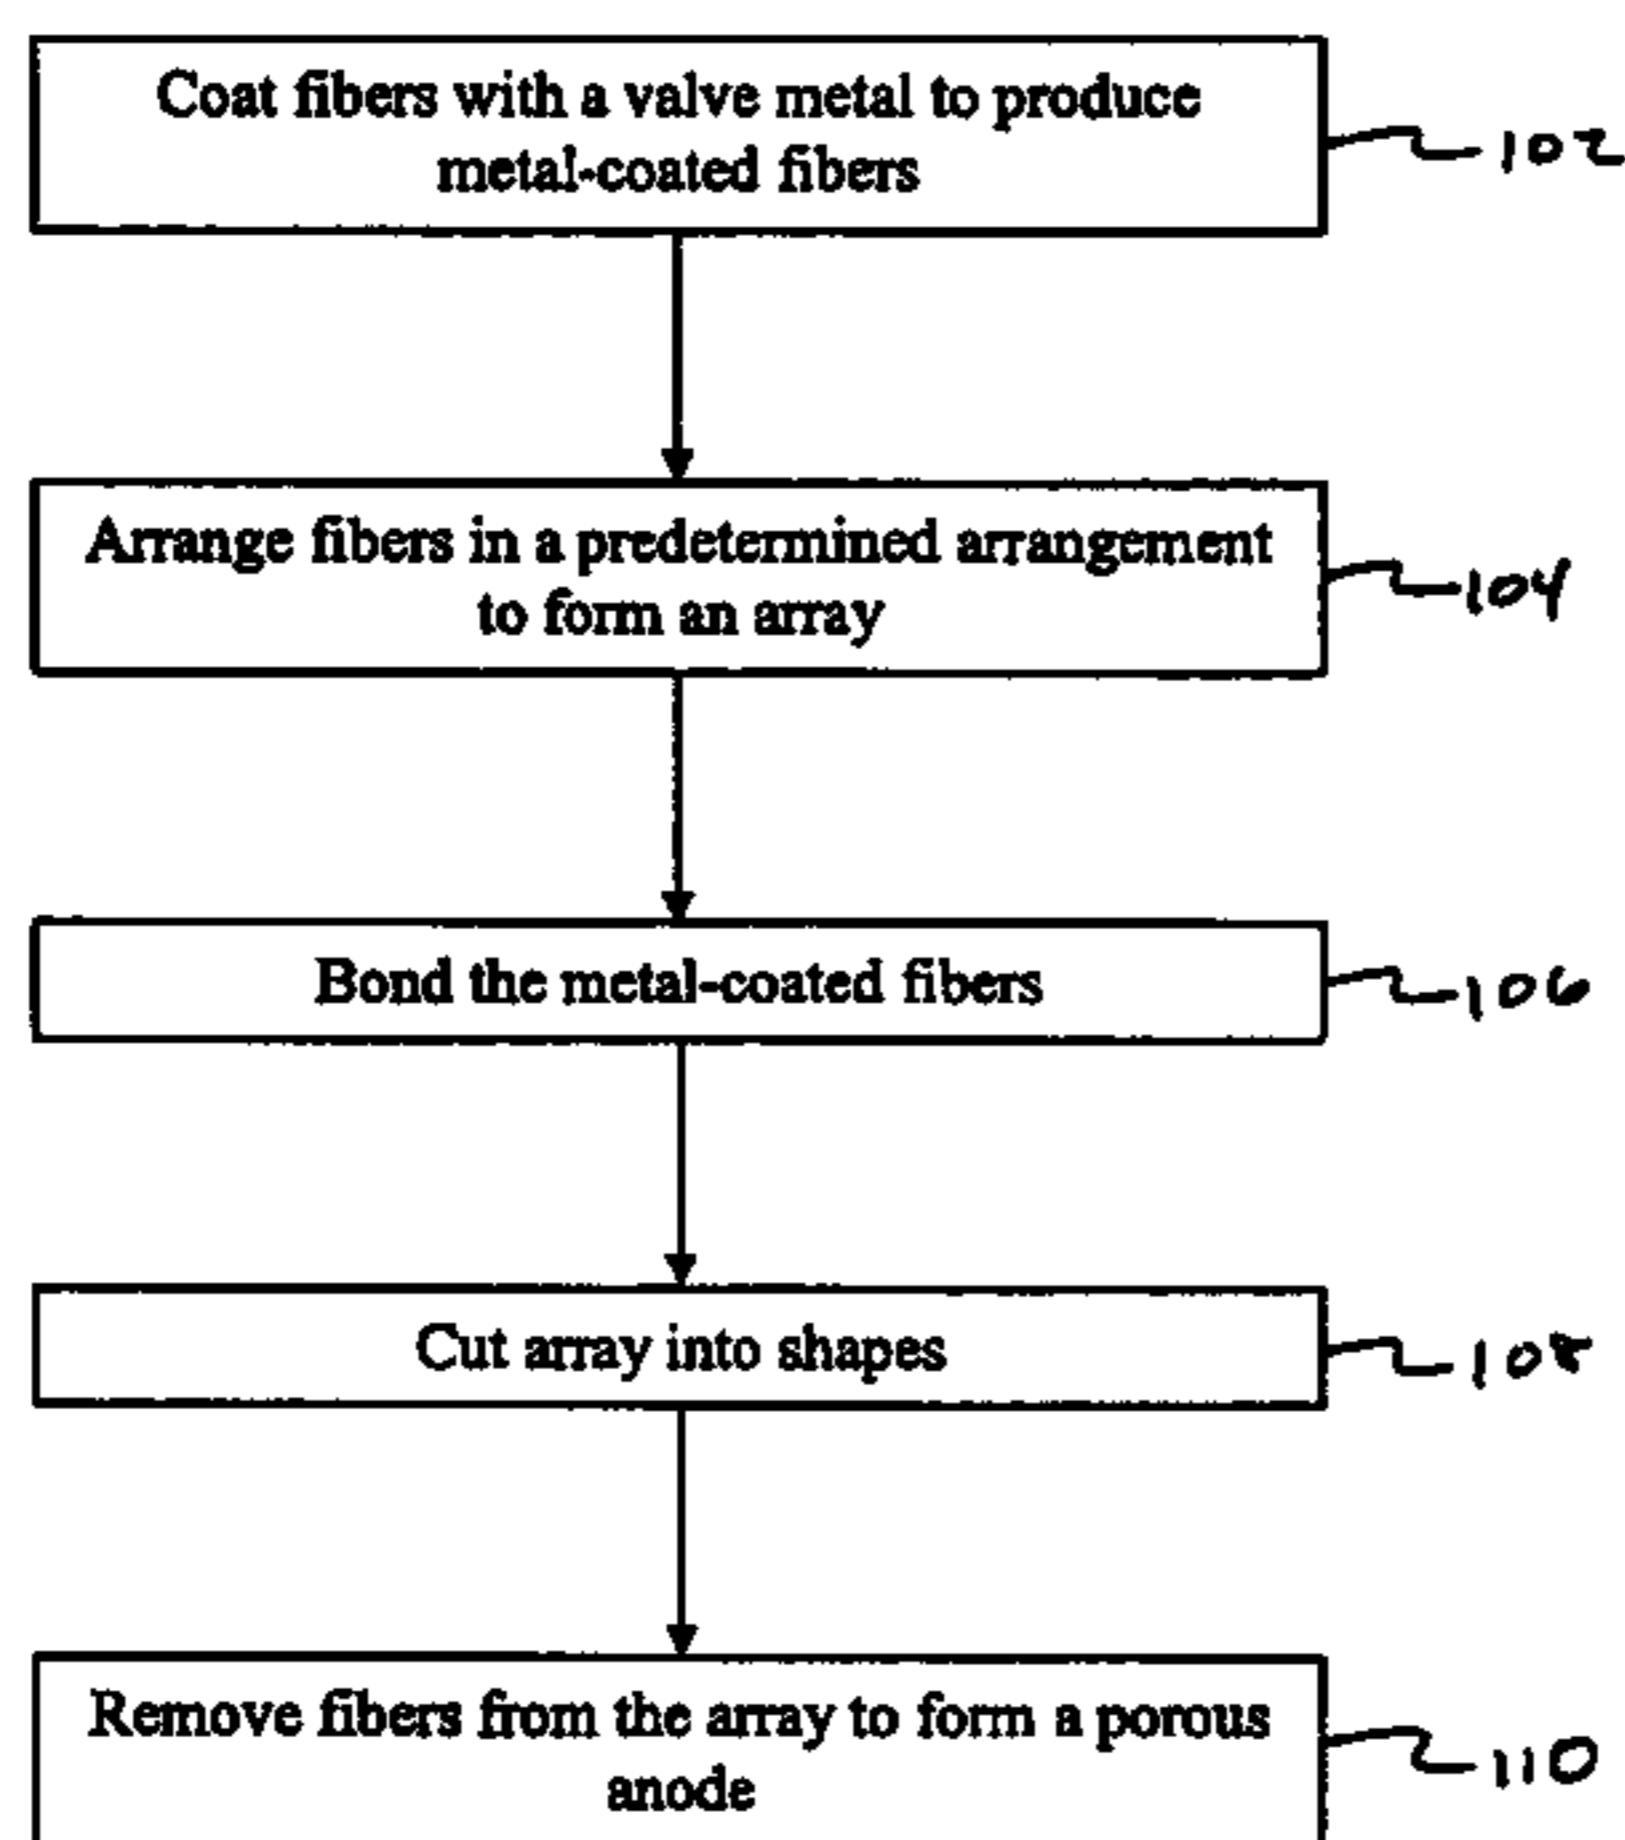 Coat fibers with a valve metal to produce
metal-coated fibers
102
Arrange fibers in a predetermined arrangement
to form an array
104
Bond the metal-coated fibers
106
Cut array into shapes
108
Remove fibers from the array to form a porous
anode
110